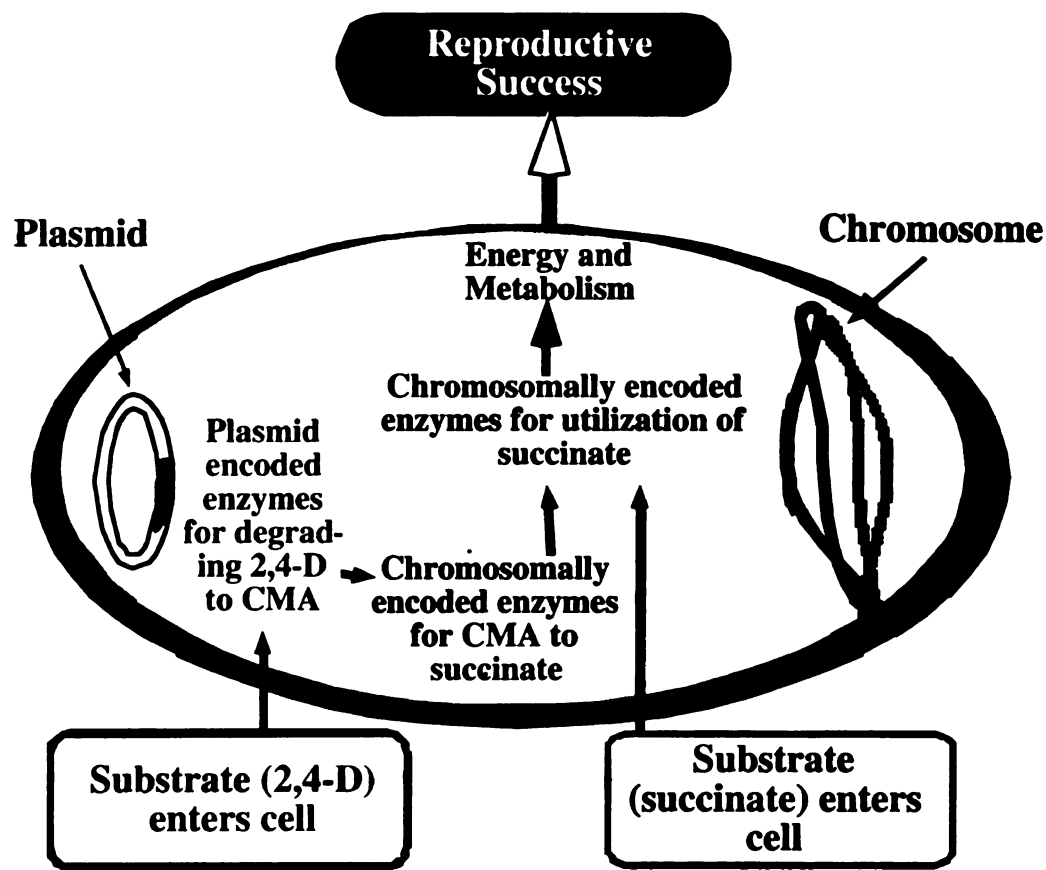 Reproductive
Success
Plasmid
Chromosome
Energy and
Metabolism
Chromosomally encoded
enzymes for utilization of
succinate
Plasmid
encoded
enzymes
for degrad-
ing 2,4-D
to CMA
Chromosomally
encoded enzymes
for CMA to
succinate
Substrate (2,4-D)
enters cell
Substrate
(succinate) enters
cell